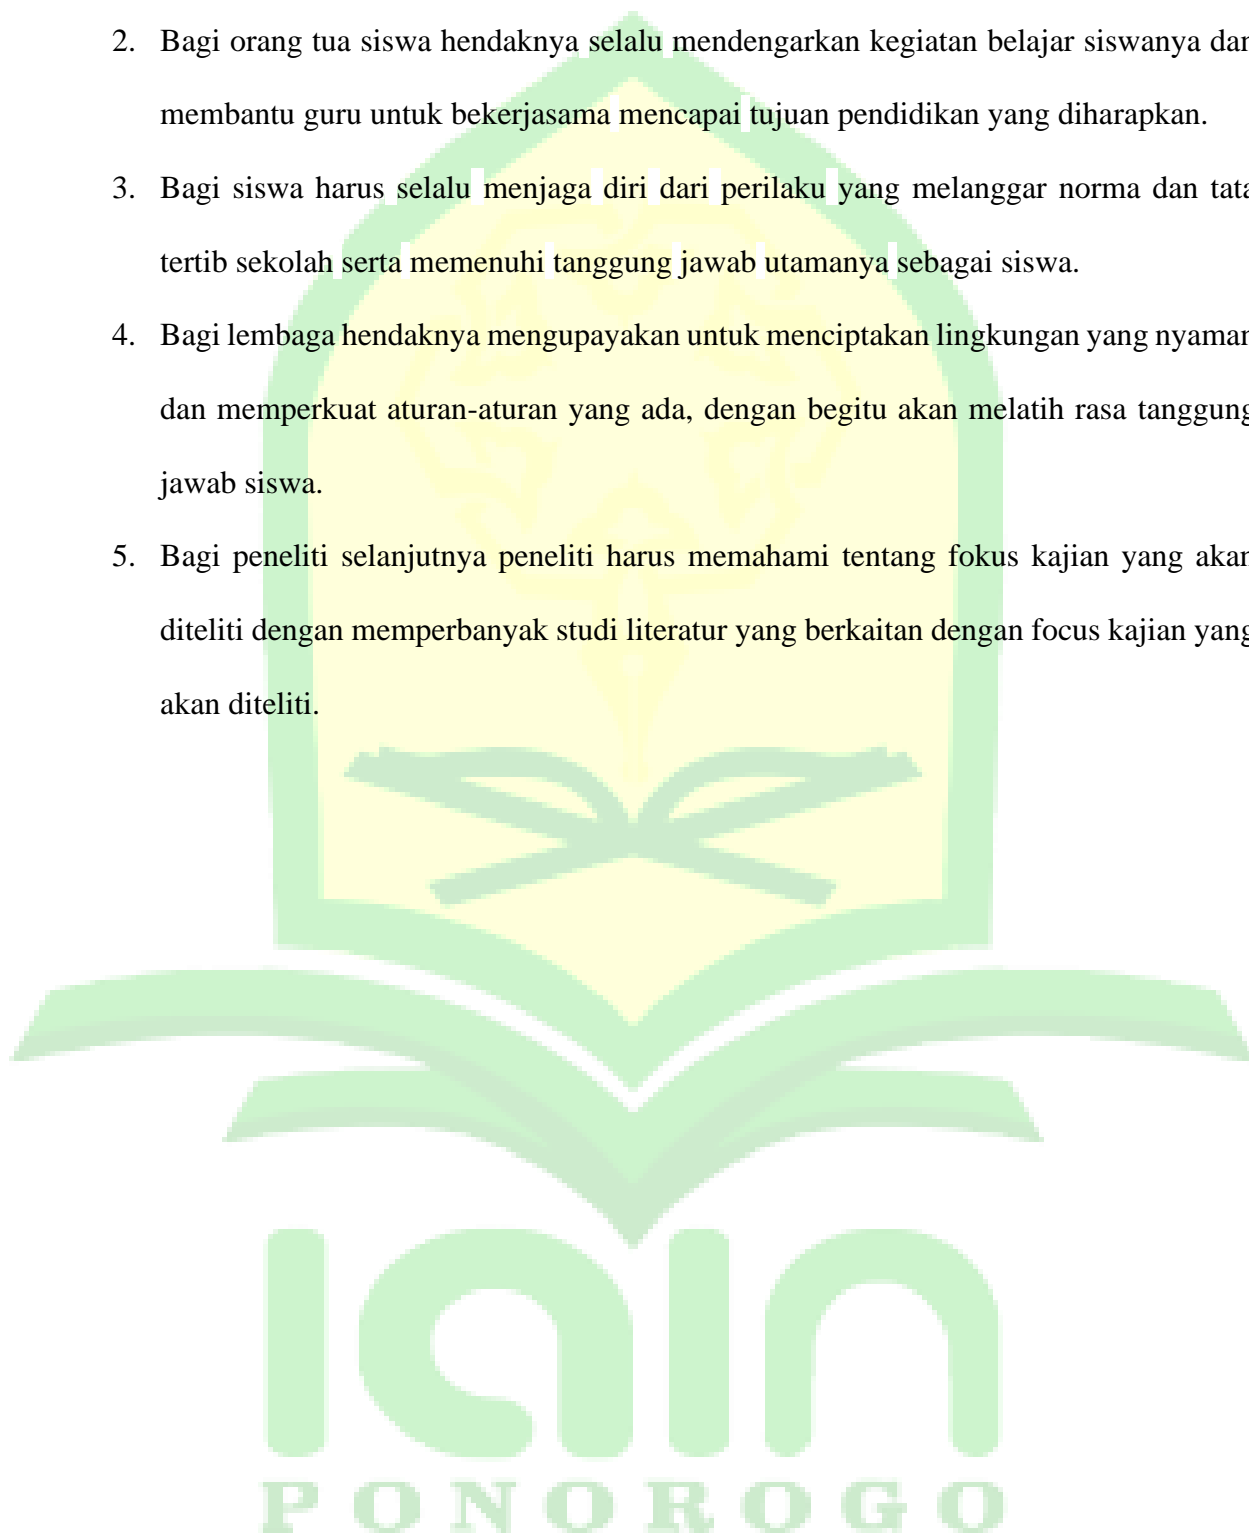 2. Bagi orang tua siswa hendaknya selalu mendengarkan kegiatan belajar siswanya dan
membantu guru untuk bekerjasama mencapai tujuan pendidikan yang diharapkan.
3. Bagi siswa harus selalu menjaga diri dari perilaku yang melanggar norma dan tata
tertib sekolah serta memenuhi tanggung jawab utamanya sebagai siswa.
4. Bagi lembaga hendaknya mengupayakan untuk menciptakan lingkungan yang nyaman
dan memperkuat aturan-aturan yang ada, dengan begitu akan melatih rasa tanggung
jawab siswa.
5. Bagi peneliti selanjutnya peneliti harus memahami tentang fokus kajian yang akan
diteliti dengan memperbanyak studi literatur yang berkaitan dengan focus kajian yang
akan diteliti.
iain
PONOROGO